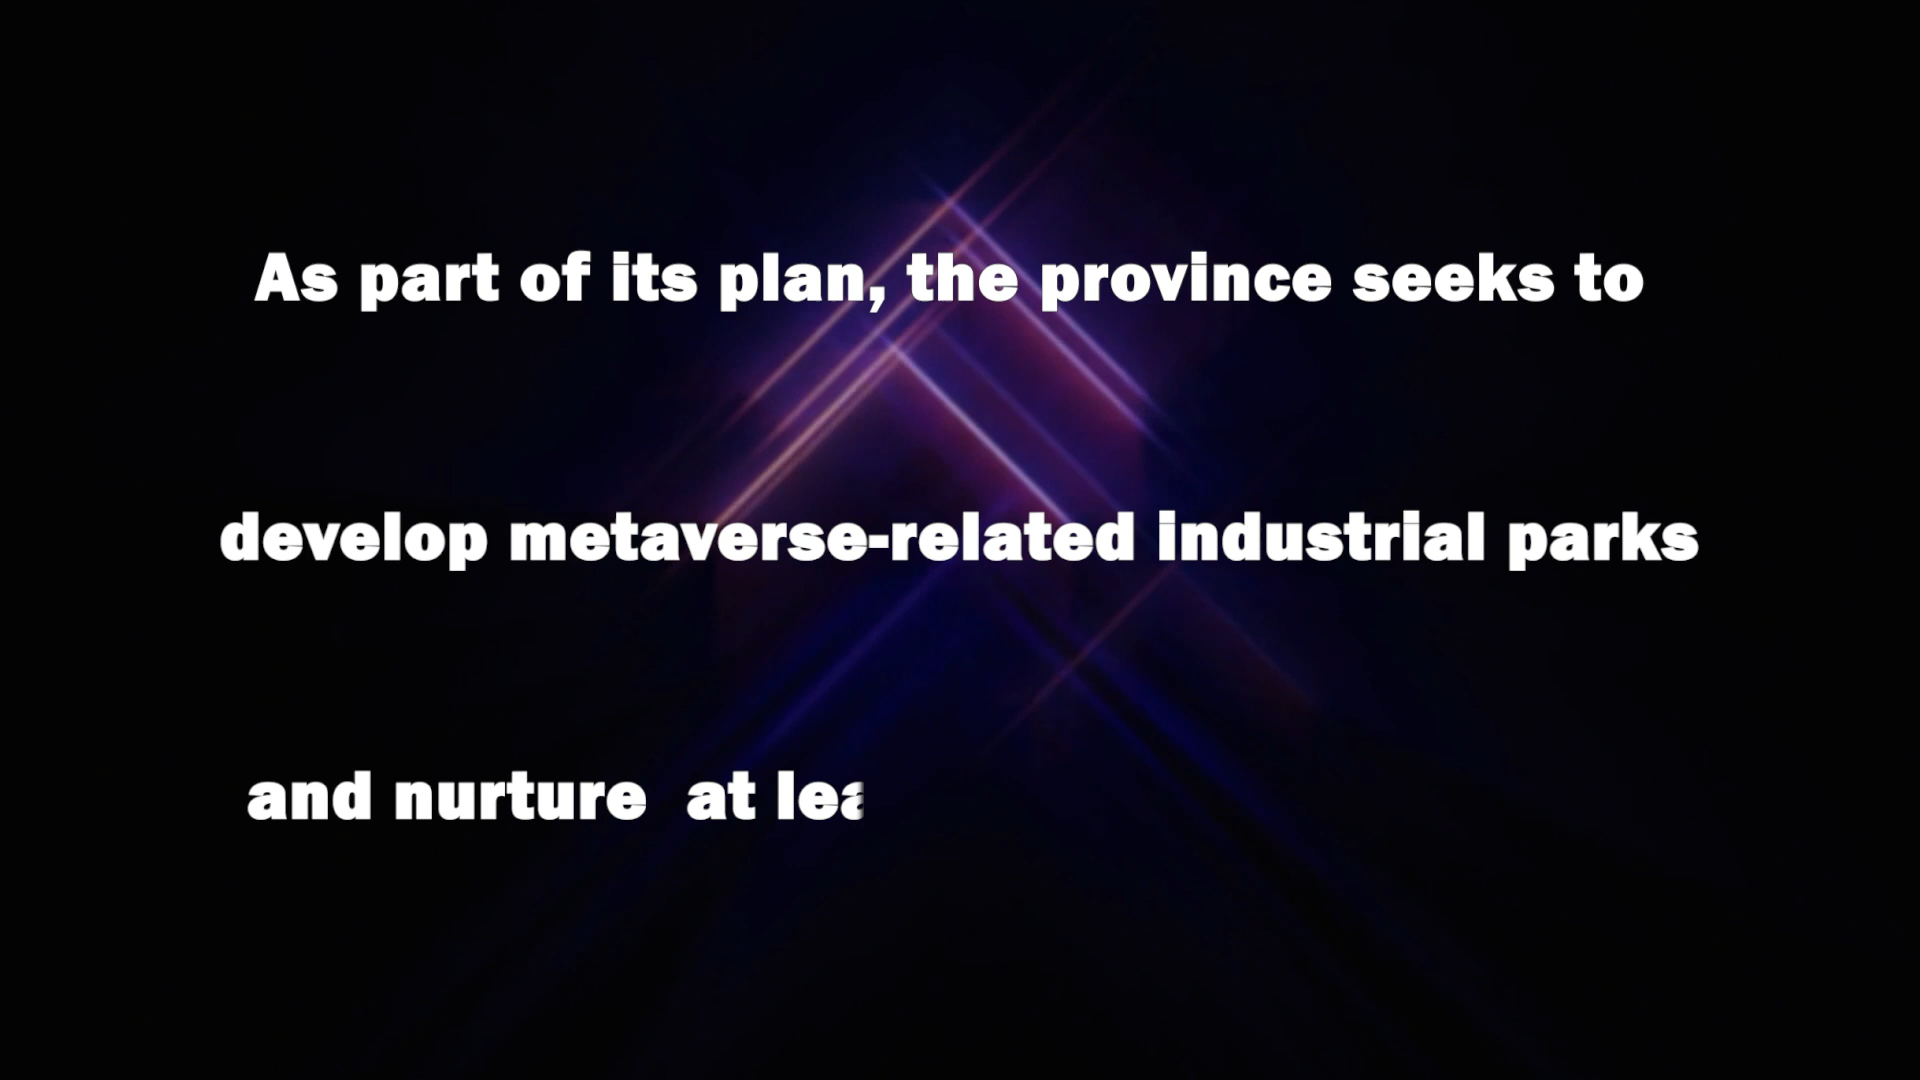 As part of its plan, the province seeks to
develop metaverse-related industrial parks
and nurture at